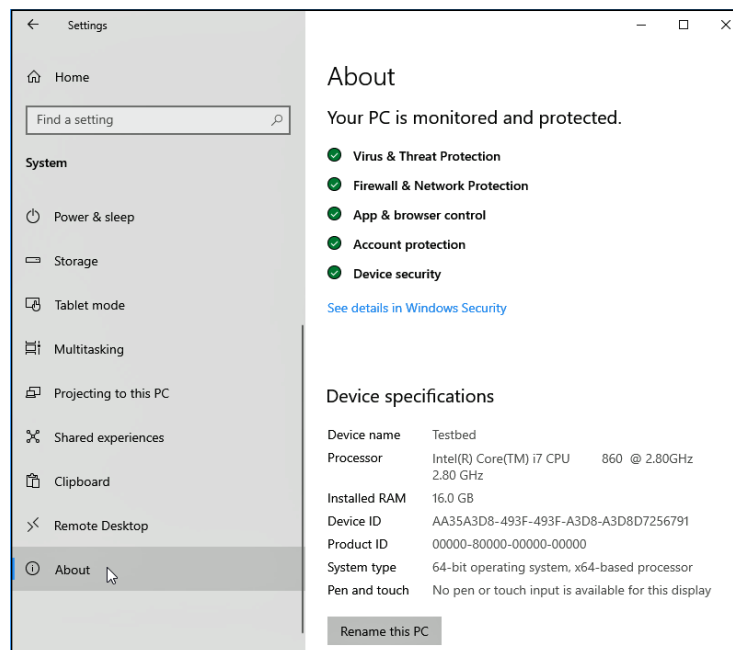 Settings
Home
Find a setting
System
Power & sleep
Storage
Tablet mode
Multitasking
Projecting to this PC
Shared experiences
Clipboard
Remote Desktop
About
About
Your PC is monitored and protected.
Virus & Threat Protection
Firewall & Network Protection
App & browser control
Account protection
Device security
See details in Windows Security
Device specifications
Device name Testbed
Processor Intel(R) Core(TM) i7 CPU 860 @ 2.80GHz
2.80 GHz
Installed RAM 16.0 GB
Device ID AA35A3D8-493F-493F-A3D8-A3D8D7256791
Product ID 00000-80000-00000-00000
System type 64-bit operating system, x64-based processor
Pen and touch No pen or touch input is available for this display
Rename this PC